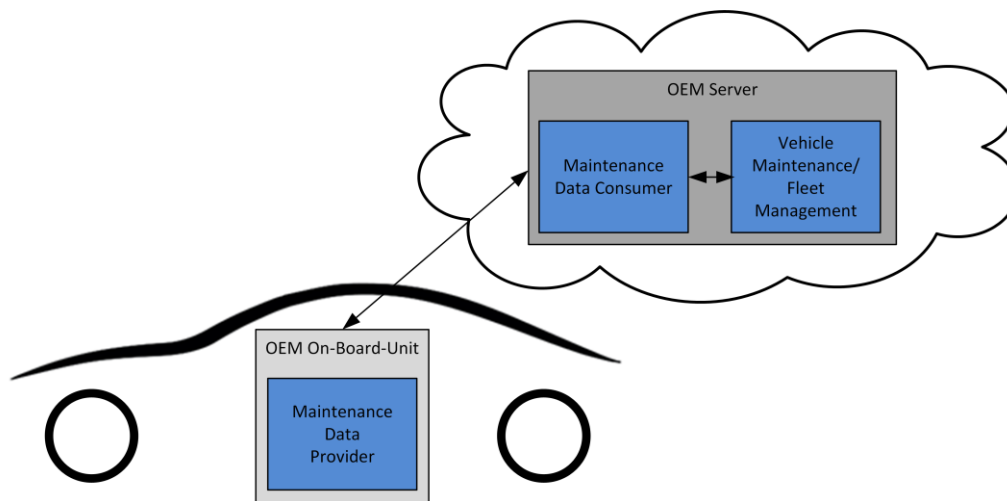 OEM Server
Maintenance
Data Consumer
Vehicle
Maintenance/
Fleet
Management
OEM On-Board-Unit
Maintenance
Data
Provider